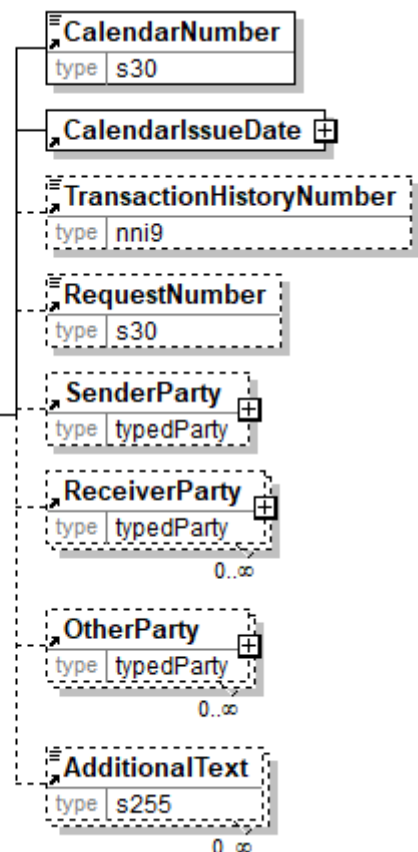 CalendarNumber
type s30
CalendarIssueDate
TransactionHistoryNumber
type nni9
RequestNumber
type s30
SenderParty
type typedParty
ReceiverParty
type typedParty
0..∞
OtherParty
type typedParty
0..∞
AdditionalText
type s255
0..∞